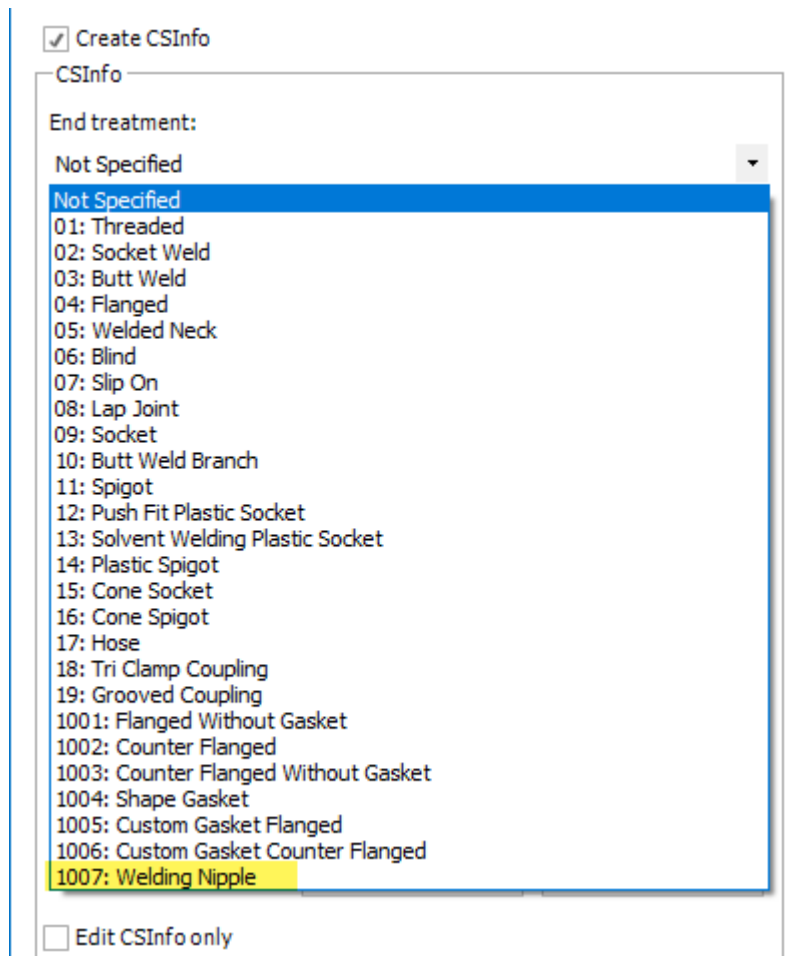 Create CSInfo
CSInfo
End treatment:
Not Specified
Not Specified
01: Threaded
02: Socket Weld
03: Butt Weld
04: Flanged
05: Welded Neck
06: Blind
07: Slip On
08: Lap Joint
09: Socket
10: Butt Weld Branch
11: Spigot
12: Push Fit Plastic Socket
13: Solvent Welding Plastic Socket
14: Plastic Spigot
15: Cone Socket
16: Cone Spigot
17: Hose
18: Tri Clamp Coupling
19: Grooved Coupling
1001: Flanged Without Gasket
1002: Counter Flanged
1003: Counter Flanged Without Gasket
1004: Shape Gasket
1005: Custom Gasket Flanged
1006: Custom Gasket Counter Flanged
1007: Welding Nipple
Edit CSInfo only